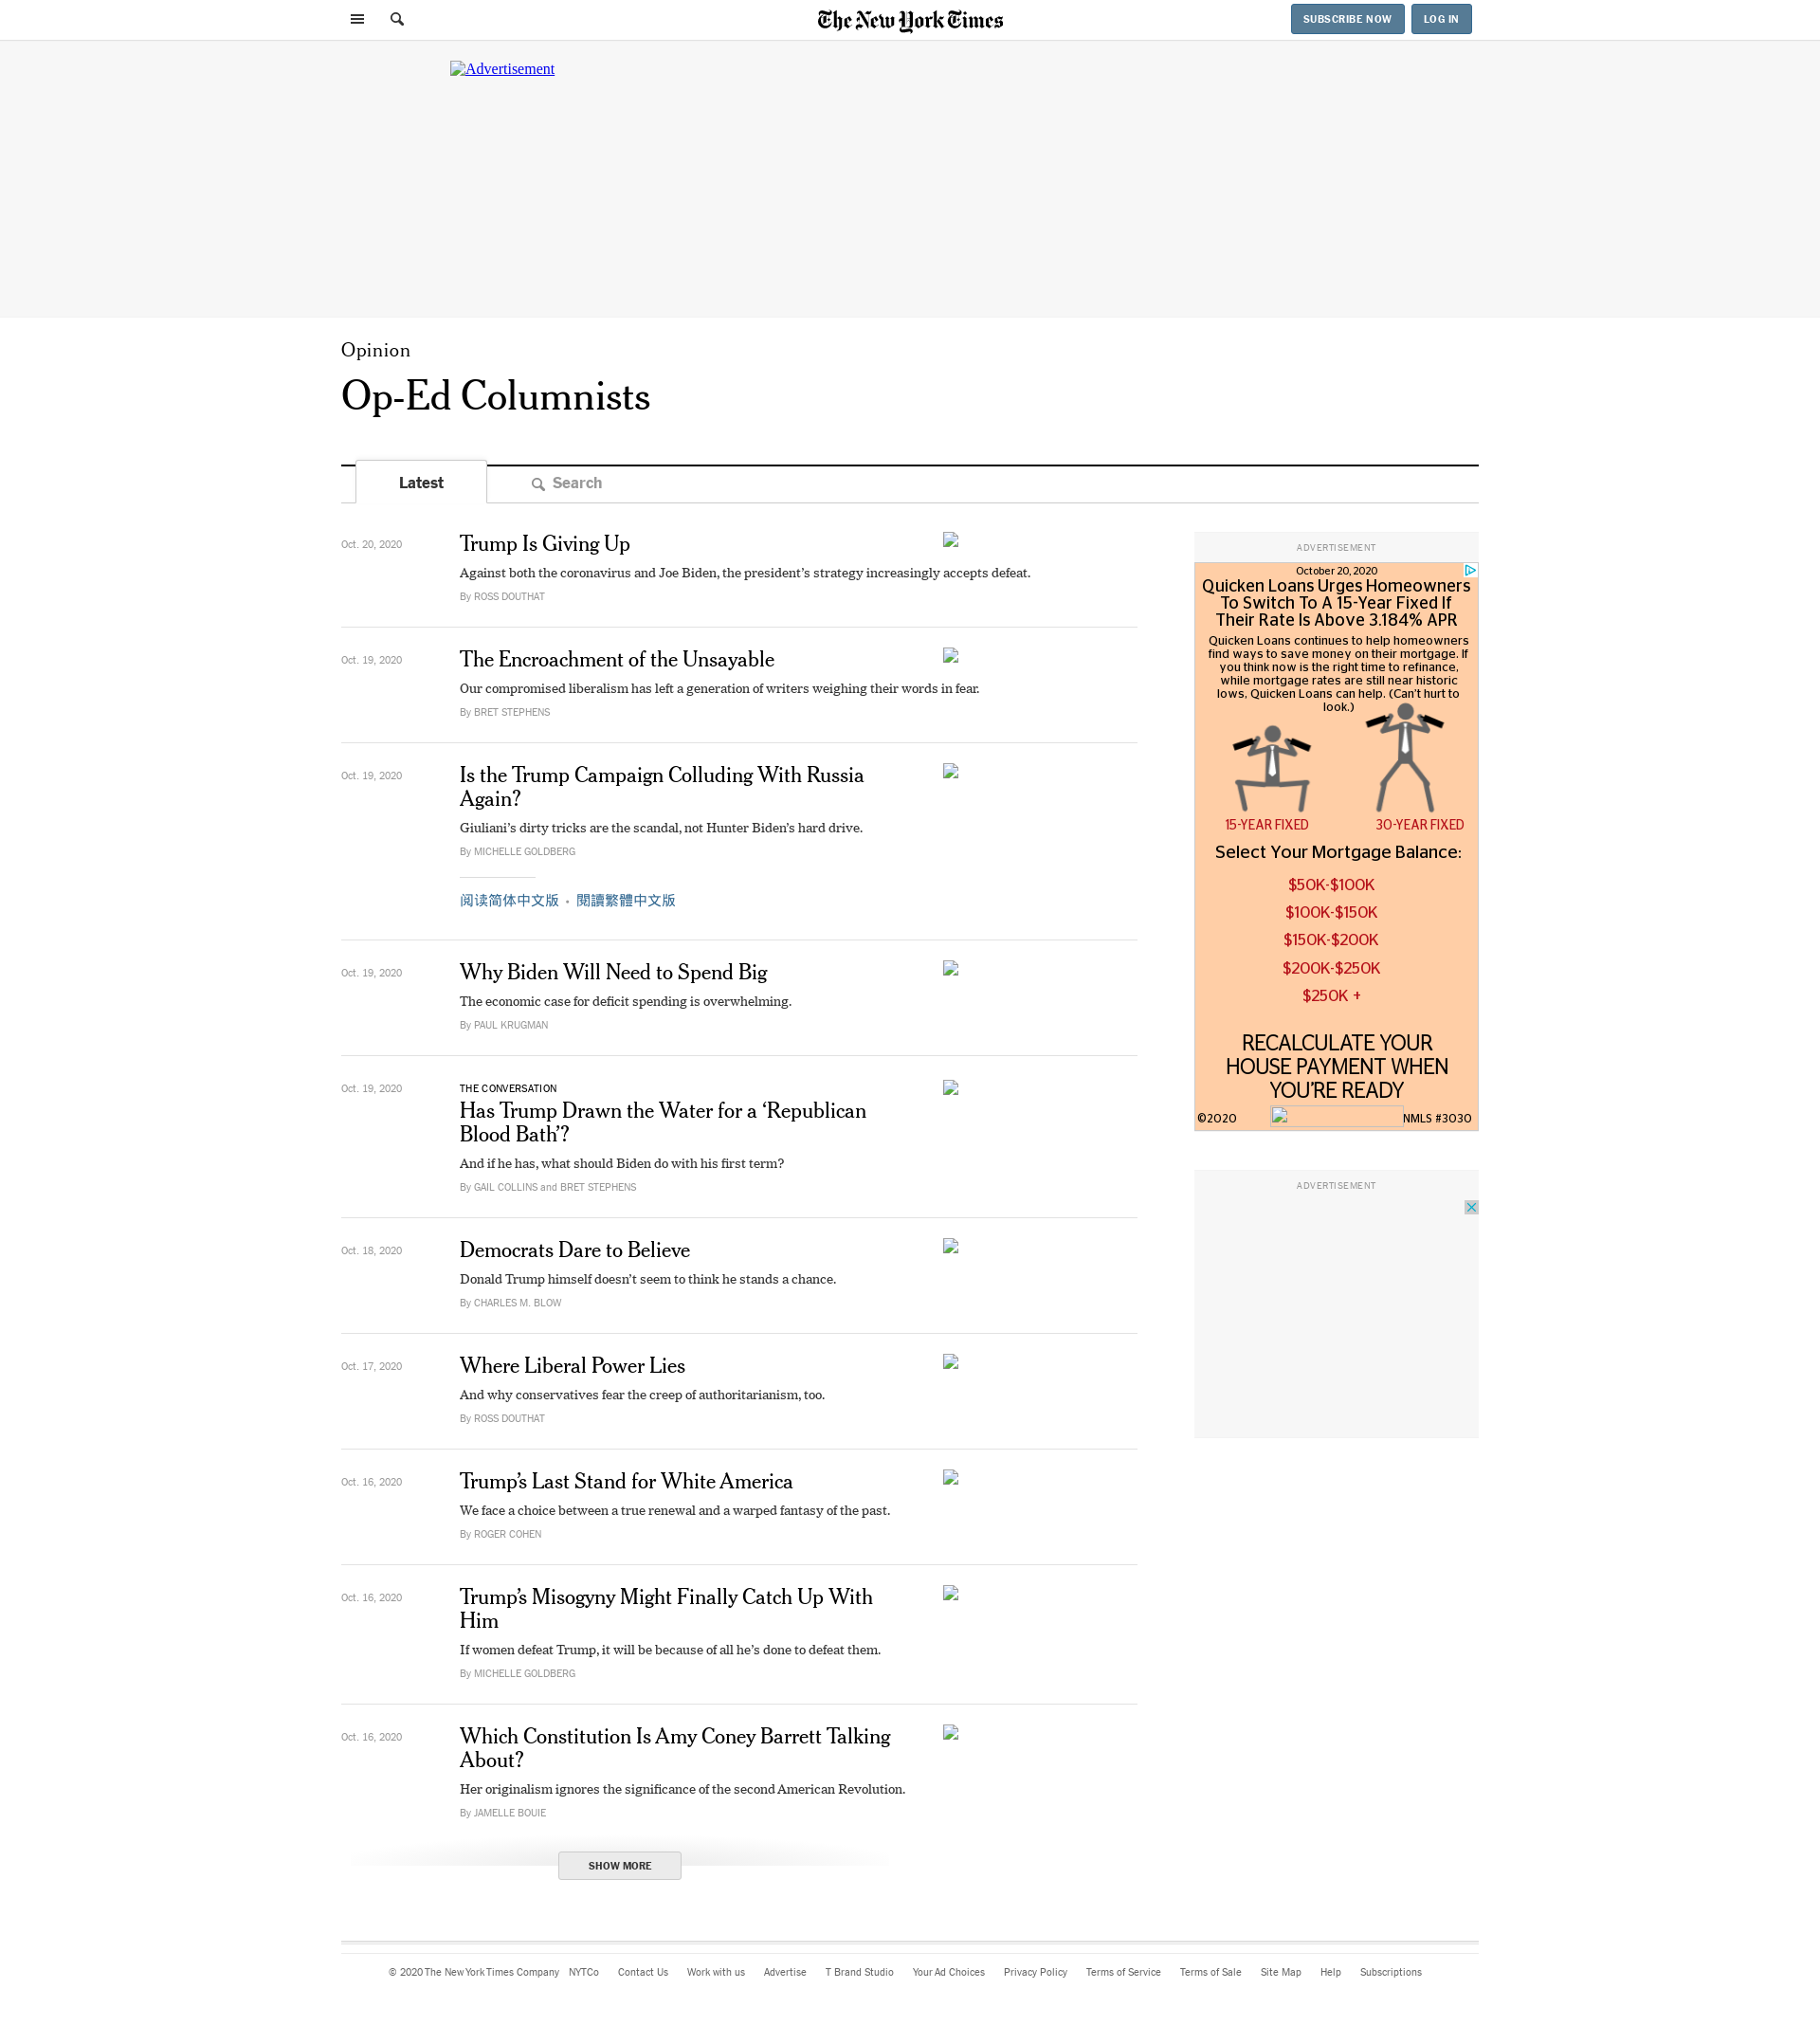 The New York Times
SUBSCRIBE NOW
LOG IN
Advertisement
Opinion
Op-Ed Columnists
Latest
Search
Oct. 20, 2020
Trump Is Giving Up
Against both the coronavirus and Joe Biden, the president’s strategy increasingly accepts defeat.
By ROSS DOUTHAT
Oct. 19, 2020
The Encroachment of the Unsayable
Our compromised liberalism has left a generation of writers weighing their words in fear.
By BRET STEPHENS
Oct. 19, 2020
Is the Trump Campaign Colluding With Russia
Again?
Giuliani’s dirty tricks are the scandal, not Hunter Biden’s hard drive.
By MICHELLE GOLDBERG
阅读简体中文版 • 閱讀繁體中文版
Oct. 19, 2020
Why Biden Will Need to Spend Big
The economic case for deficit spending is overwhelming.
By PAUL KRUGMAN
Oct. 19, 2020
THE CONVERSATION
Has Trump Drawn the Water for a ‘Republican
Blood Bath’?
And if he has, what should Biden do with his first term?
By GAIL COLLINS and BRET STEPHENS
Oct. 18, 2020
Democrats Dare to Believe
Donald Trump himself doesn’t seem to think he stands a chance.
By CHARLES M. BLOW
Oct. 17, 2020
Where Liberal Power Lies
And why conservatives fear the creep of authoritarianism, too.
By ROSS DOUTHAT
Oct. 16, 2020
Trump’s Last Stand for White America
We face a choice between a true renewal and a warped fantasy of the past.
By ROGER COHEN
Oct. 16, 2020
Trump’s Misogyny Might Finally Catch Up With
Him
If women defeat Trump, it will be because of all he’s done to defeat them.
By MICHELLE GOLDBERG
Oct. 16, 2020
Which Constitution Is Amy Coney Barrett Talking
About?
Her originalism ignores the significance of the second American Revolution.
By JAMELLE BOUIE
SHOW MORE
ADVERTISEMENT
October 20, 2020
Quicken Loans Urges Homeowners
To Switch To A 15-Year Fixed If
Their Rate Is Above 3.184% APR
Quicken Loans continues to help homeowners
find ways to save money on their mortgage. If
you think now is the right time to refinance,
while mortgage rates are still near historic
lows, Quicken Loans can help. (Can’t hurt to
look.)
15-YEAR FIXED
30-YEAR FIXED
Select Your Mortgage Balance:
$50K-$100K
$100K-$150K
$150K-$200K
$200K-$250K
$250K +
RECALCULATE YOUR
HOUSE PAYMENT WHEN
YOU’RE READY
©2020
NMLS #3030
ADVERTISEMENT
© 2020 The New York Times Company NYTCo Contact Us Work with us Advertise T Brand Studio Your Ad Choices Privacy Policy Terms of Service Terms of Sale Site Map Help Subscriptions